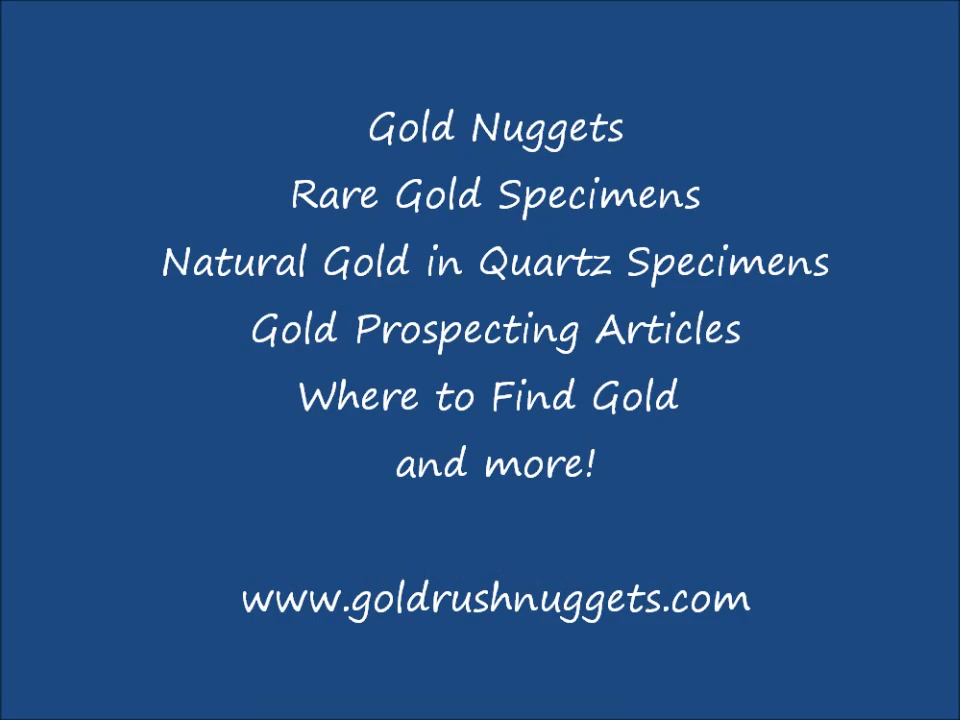 Gold Nuggets
Rare Gold Specimens
Natural Gold in Quartz Specimens
Gold Prospecting Articles
Where to Find Gold
and more!
www.goldrushnuggets.com